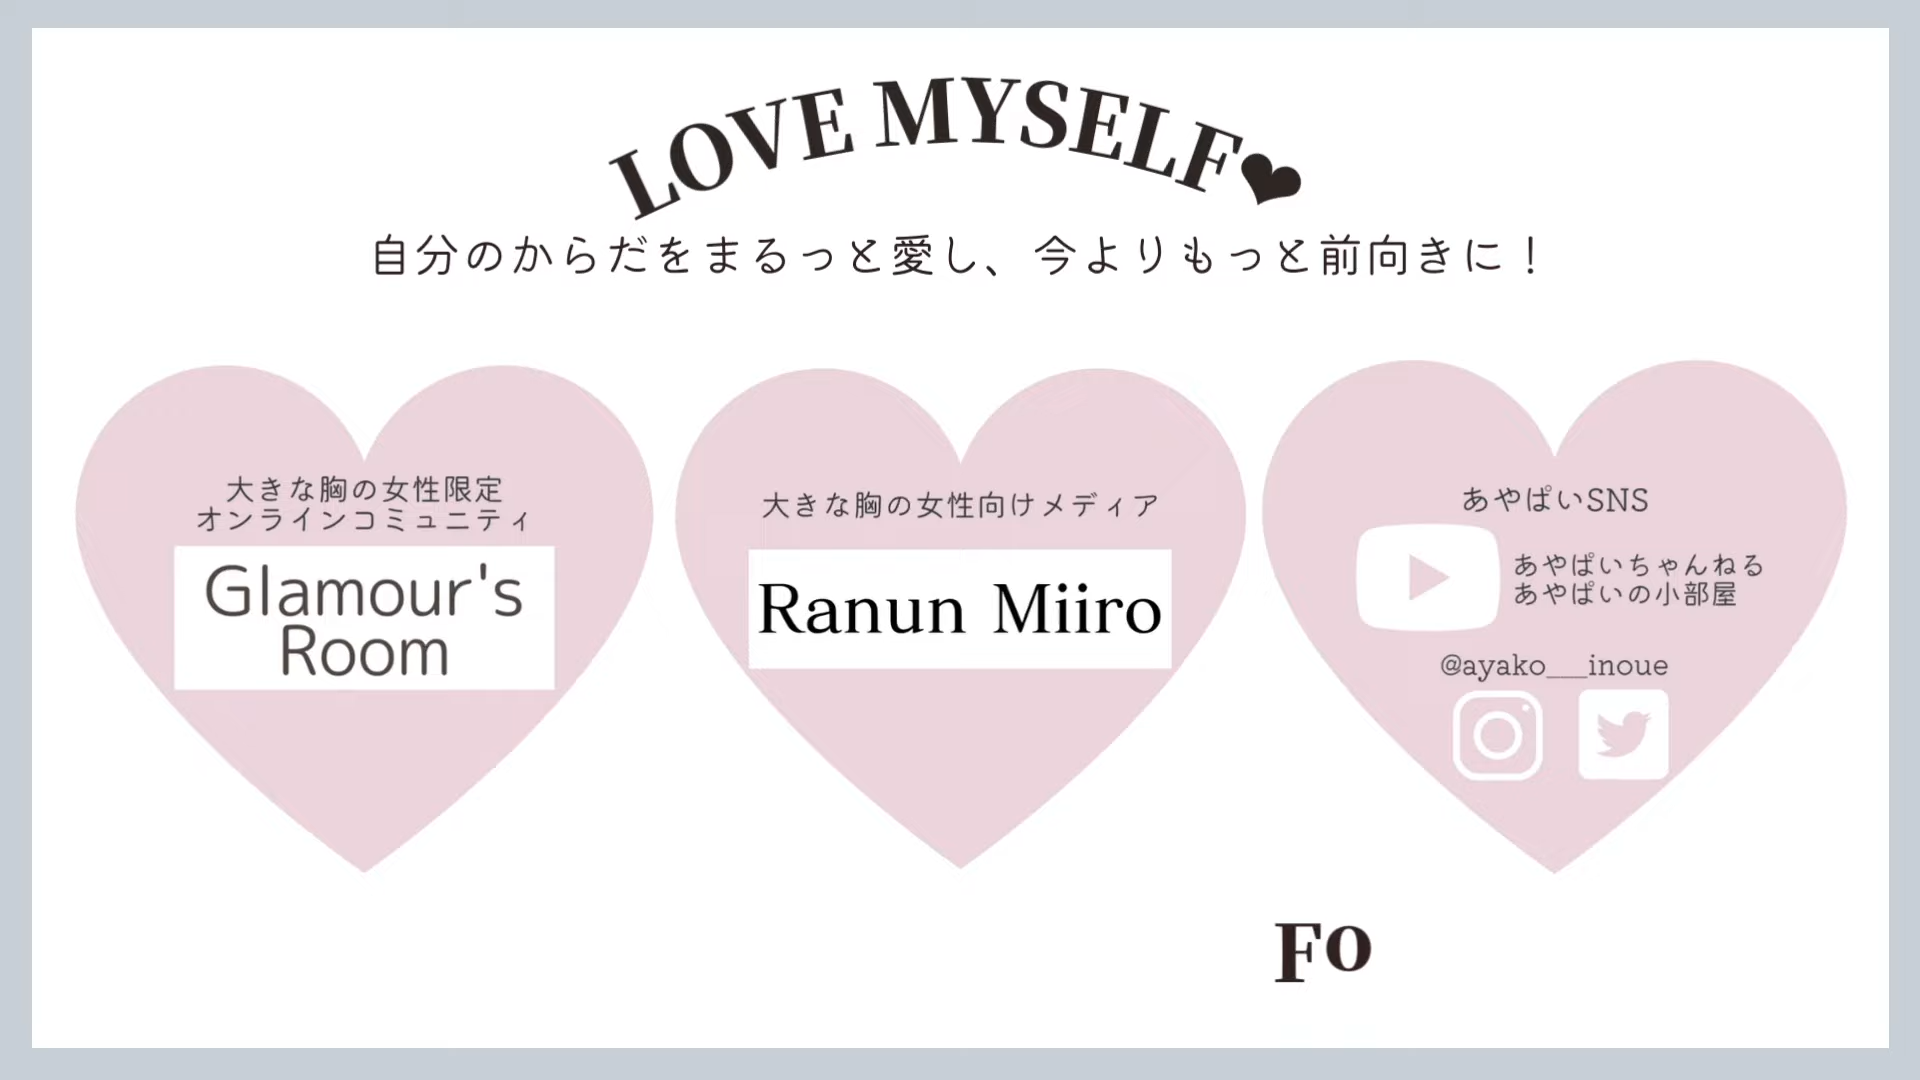 LOVE MYSELF❤
自分のからだをまるっと愛し、今よりもっと前向きに！
大きな胸の女性限定
オンラインコミュニティ
Glamour's
Room
大きな胸の女性向けメディア
Ranun Miiro
あやぱいSNS
あやぱいちゃんねる
あやぱいの小部屋
@ayako__inoue
Fo